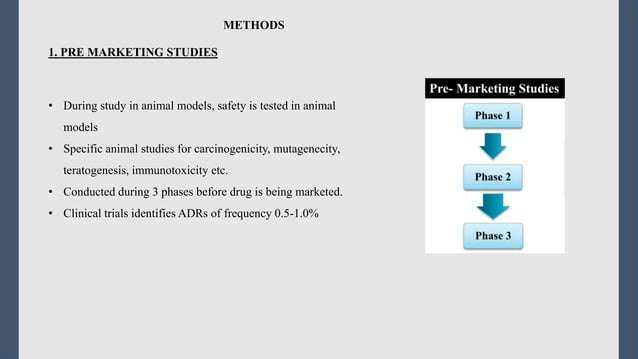 METHODS
1. PRE MARKETING STUDIES
• During study in animal models, safety is tested in animal
models
• Specific animal studies for carcinogenicity, mutagenecity,
teratogenesis, immunotoxicity etc.
• Conducted during 3 phases before drug is being marketed.
• Clinical trials identifies ADRs of frequency 0.5-1.0%
Pre- Marketing Studies
Phase 1
Phase 2
Phase 3